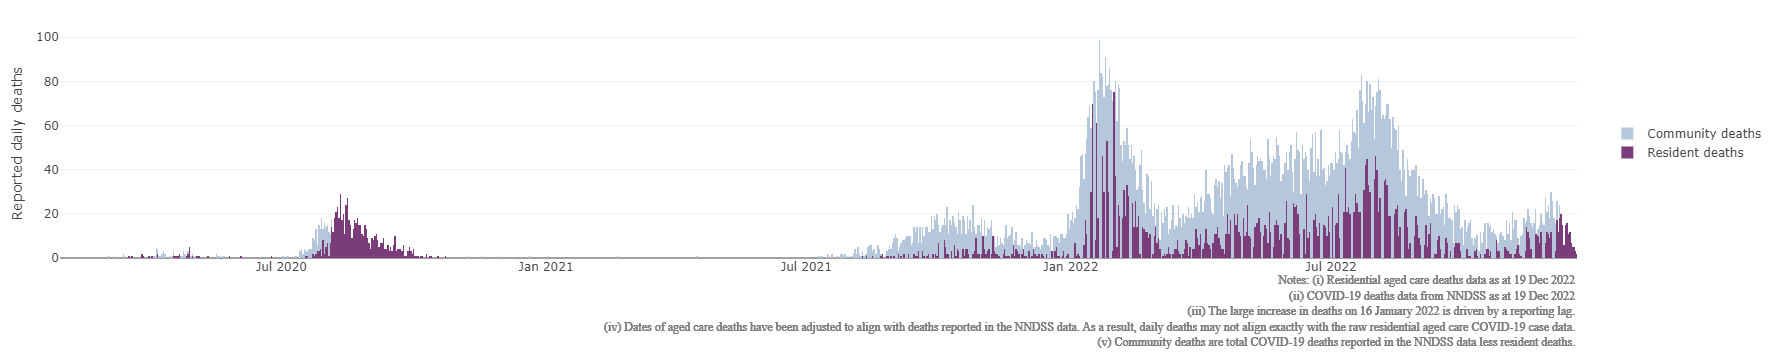 Reported daily deaths
100
80
60
40
20
0
Jul 2020
Jan 2021
Jul 2021
Jan 2022
Jul 2022
Community deaths
Resident deaths
Notes: (i) Residential aged care deaths data as at 19 Dec 2022
(ii) COVID-19 deaths data from NNDSS as at 19 Dec 2022
(iii) The large increase in deaths on 16 January 2022 is driven by a reporting lag.
(iv) Dates of aged care deaths have been adjusted to align with deaths reported in the NNDSS data. As a result, daily deaths may not align exactly with the raw residential aged care COVID-19 case data.
(v) Community deaths are total COVID-19 deaths reported in the NNDSS data less resident deaths.